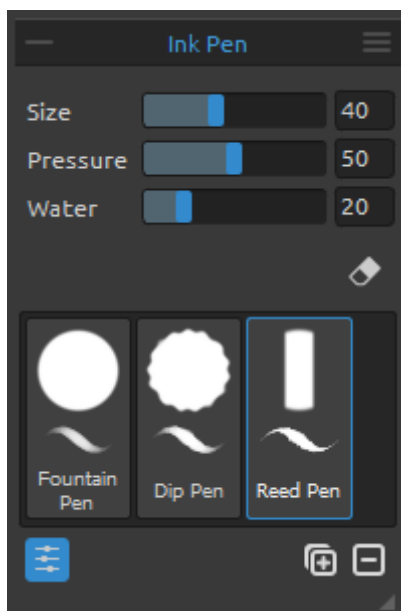 Ink Pen
Size 40
Pressure 50
Water 20
Fountain
Pen
Dip Pen
Reed Pen